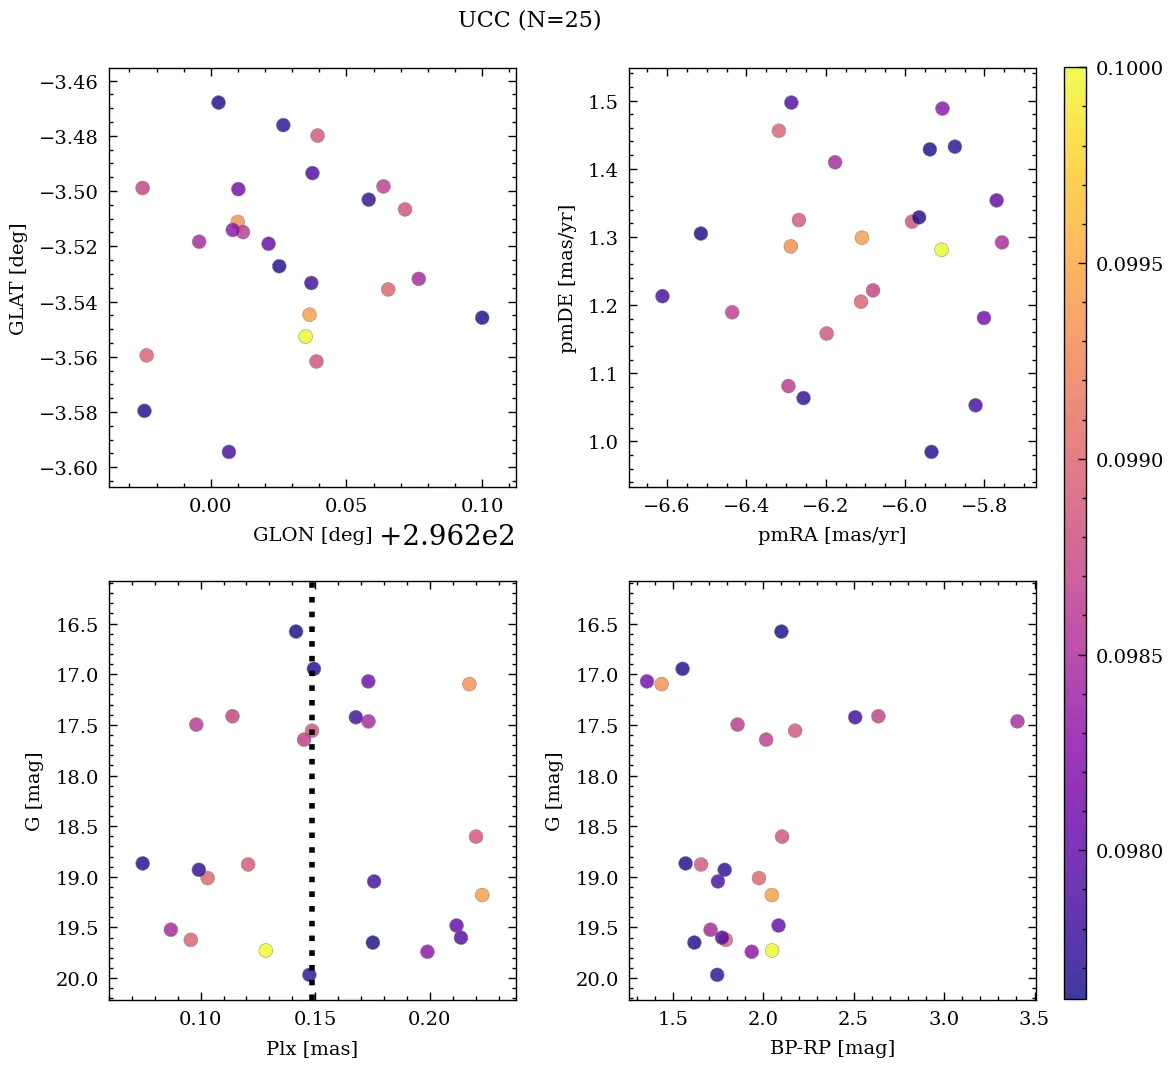 UCC (N=25)
−3.46
−3.48
−3.50
−3.52
−3.54
−3.56
−3.58
−3.60
GLAT [deg]
0.00 0.05 0.10
GLON [deg] +2.962e2
1.5
1.4
1.3
1.2
1.1
1.0
pmDE [mas/yr]
−6.6 −6.4 −6.2 −6.0 −5.8
pmRA [mas/yr]
16.5
17.0
17.5
18.0
18.5
19.0
19.5
20.0
G [mag]
0.10 0.15 0.20
Plx [mas]
16.5
17.0
17.5
18.0
18.5
19.0
19.5
20.0
G [mag]
1.5 2.0 2.5 3.0 3.5
BP-RP [mag]
0.1000
0.0995
0.0990
0.0985
0.0980